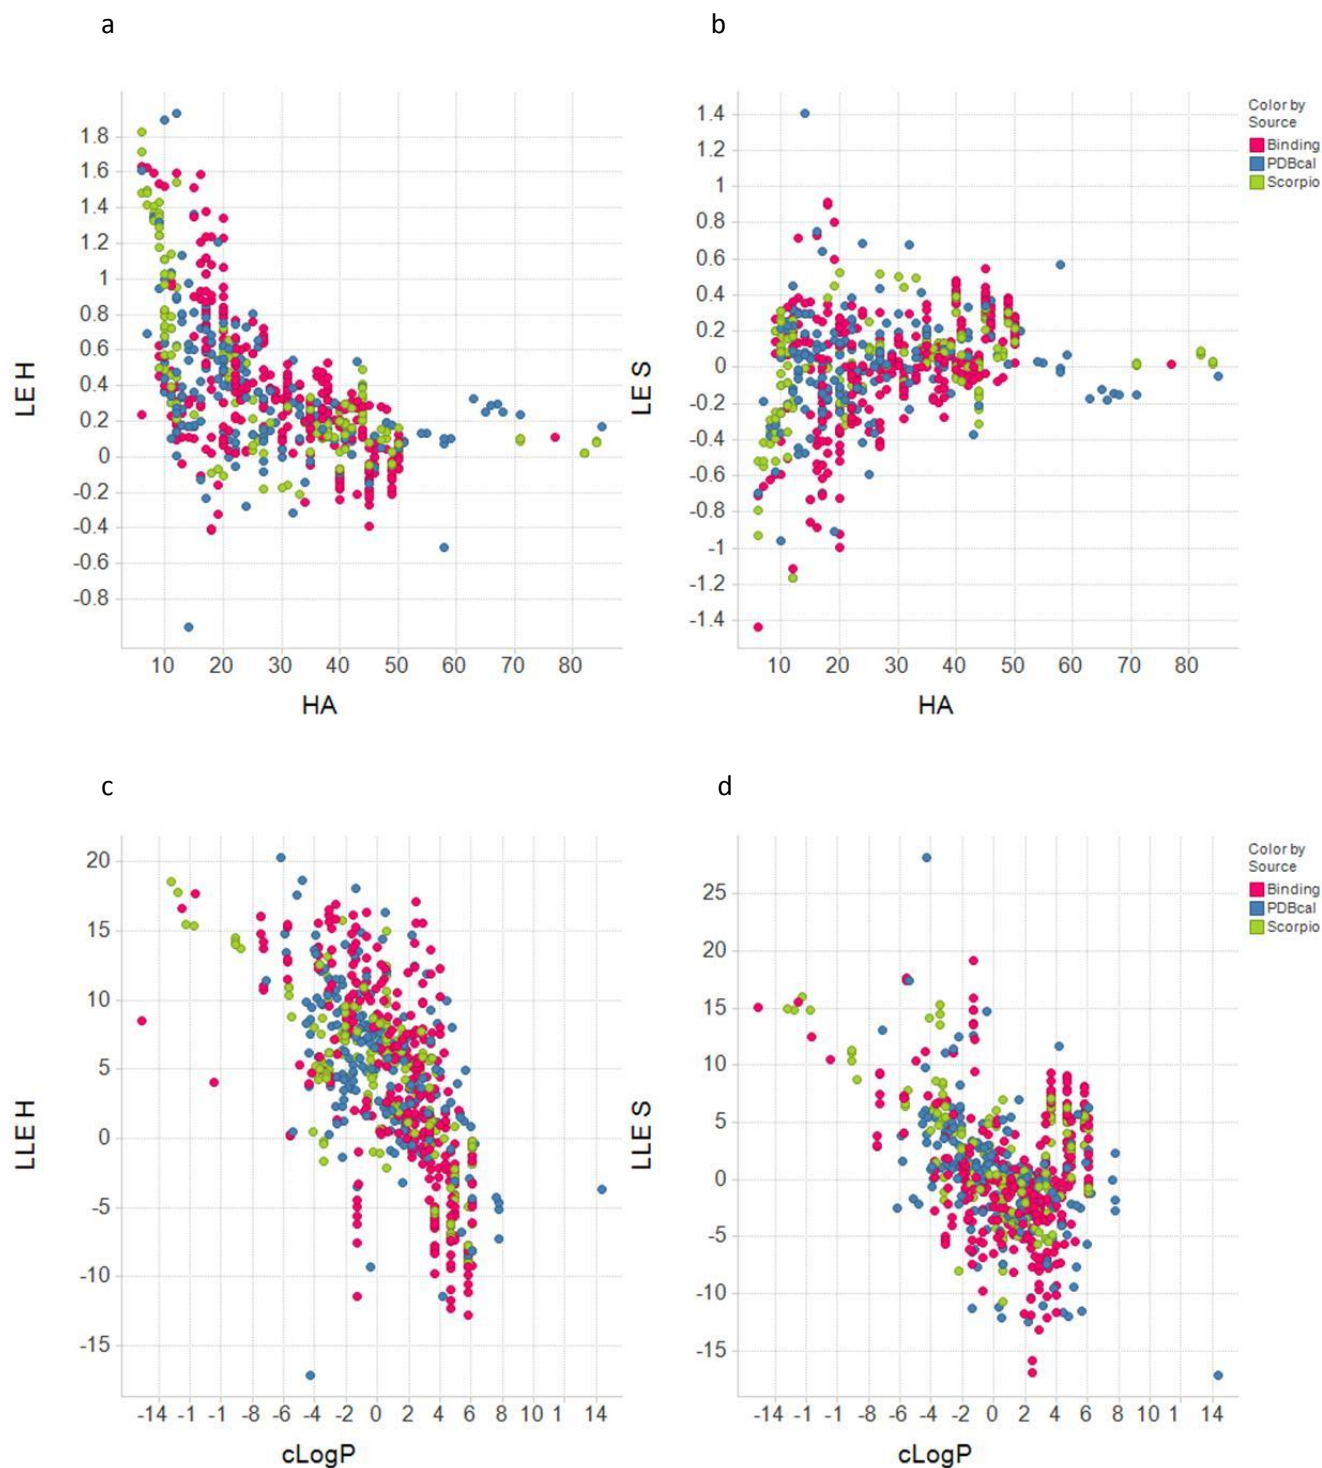 a
b
LE H
1.8
1.6
1.4
1.2
1
0.8
0.6
0.4
0.2
0
-0.2
-0.4
-0.6
-0.8
10 20 30 40 50 60 70 80
HA
LE S
1.4
1.2
1
0.8
0.6
0.4
0.2
0
-0.2
-0.4
-0.6
-0.8
-1
-1.2
-1.4
10 20 30 40 50 60 70 80
HA
Color by
Source
Binding
PDBcal
Scorpio
c
d
LLE H
20
15
10
5
0
-5
-10
-15
-14 -1 -1 -8 -6 -4 -2 0 2 4 6 8 10 1 14
cLogP
LLE S
25
20
15
10
5
0
-5
-10
-15
-14 -1 -1 -8 -6 -4 -2 0 2 4 6 8 10 1 14
cLogP
Color by
Source
Binding
PDBcal
Scorpio